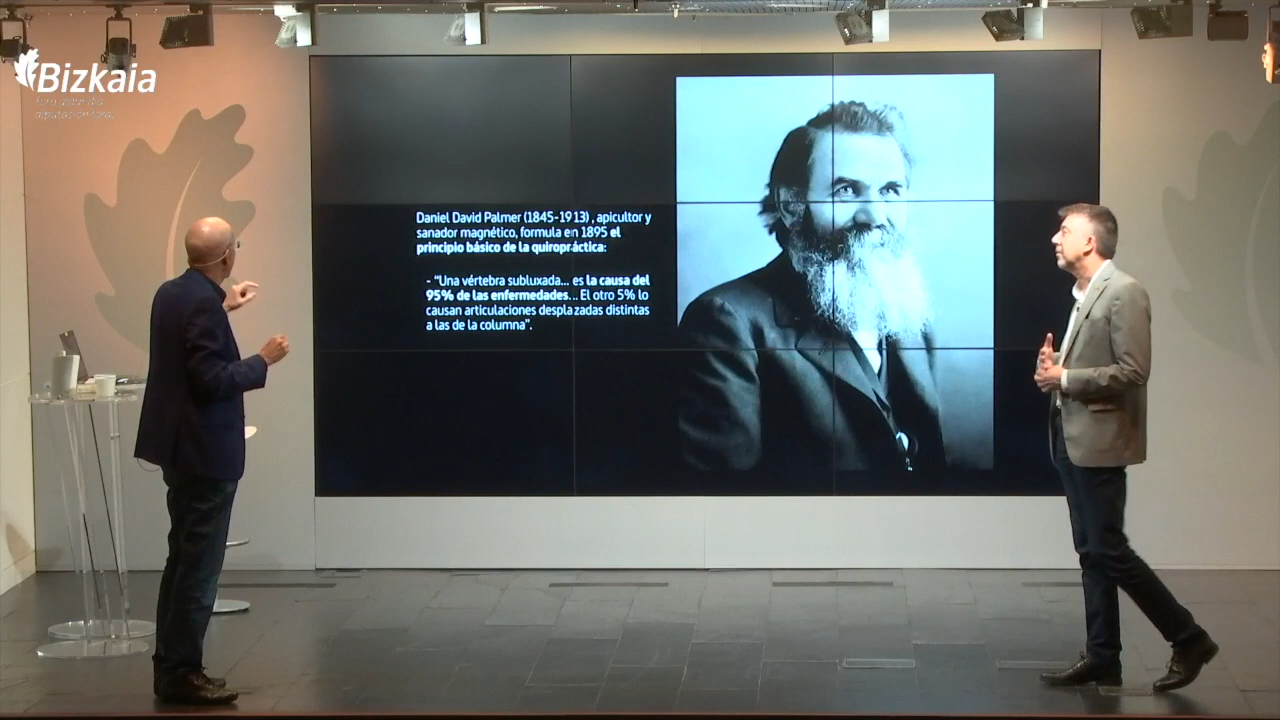 Bizkaia
Daniel David Palmer (1845-1913) , apicultor y
sanador magnético, formula en 1895 el
principio básico de la quiropráctica:
- “Una vértebra subluxada... es la causa del
95% de las enfermedades... El otro 5% lo
causan articulaciones desplazadas distintas
a las de la columna”.